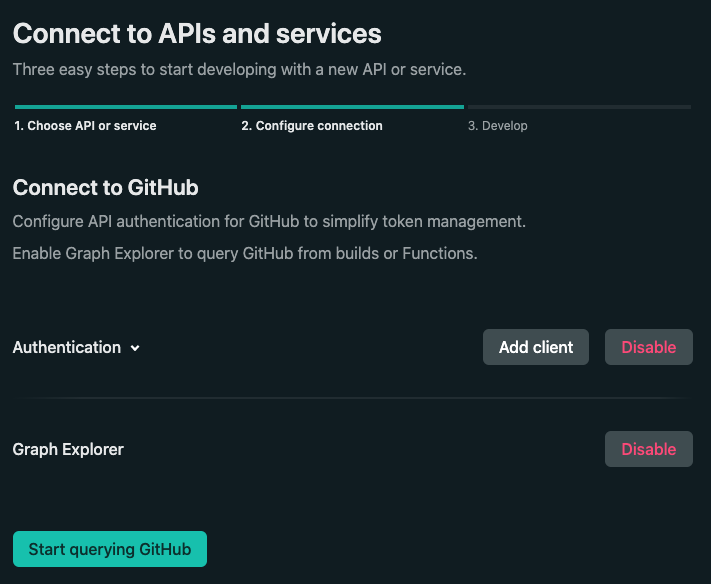 Connect to APIs and services
Three easy steps to start developing with a new API or service.
1. Choose API or service
2. Configure connection
3. Develop
Connect to GitHub
Configure API authentication for GitHub to simplify token management.
Enable Graph Explorer to query GitHub from builds or Functions.
Authentication
Add client
Disable
Graph Explorer
Disable
Start querying GitHub